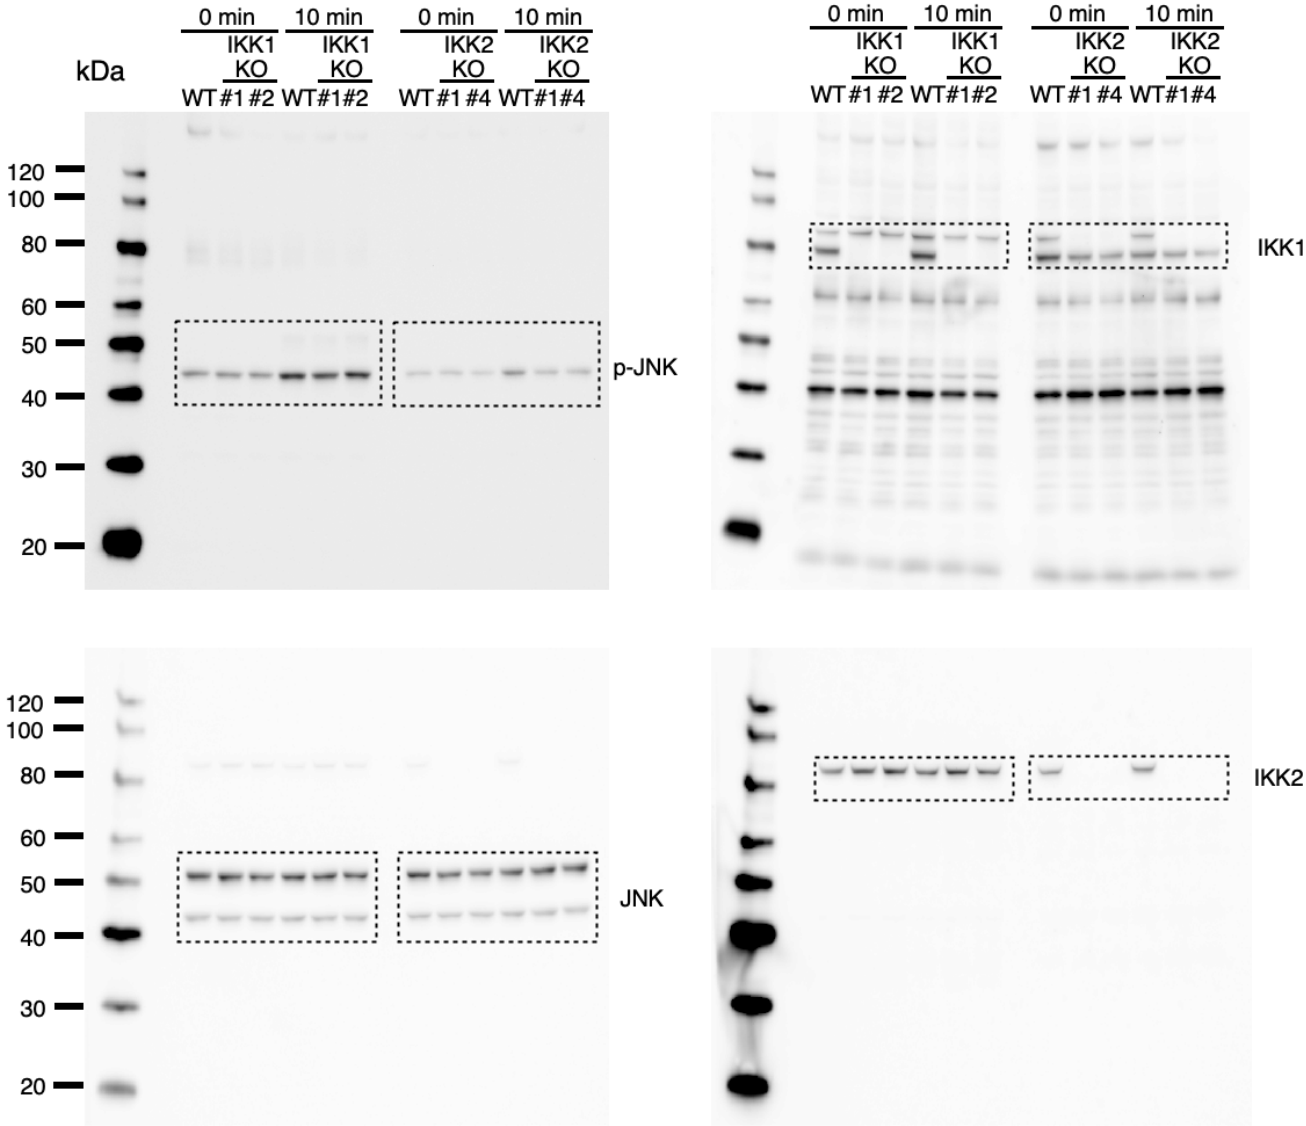 0 min 10 min 0 min 10 min
IKK1 IKK1 IKK2 IKK2
KO KO KO KO
kDa
WT #1 #2 WT #1 #2 WT #1 #4 WT #1 #4
120
100
80
60
50
40
30
20
p-JNK
0 min 10 min 0 min 10 min
IKK1 IKK1 IKK2 IKK2
KO KO KO KO
WT #1 #2 WT #1 #2 WT #1 #4 WT #1 #4
IKK1
120
100
80
60
50
40
30
20
JNK
IKK2